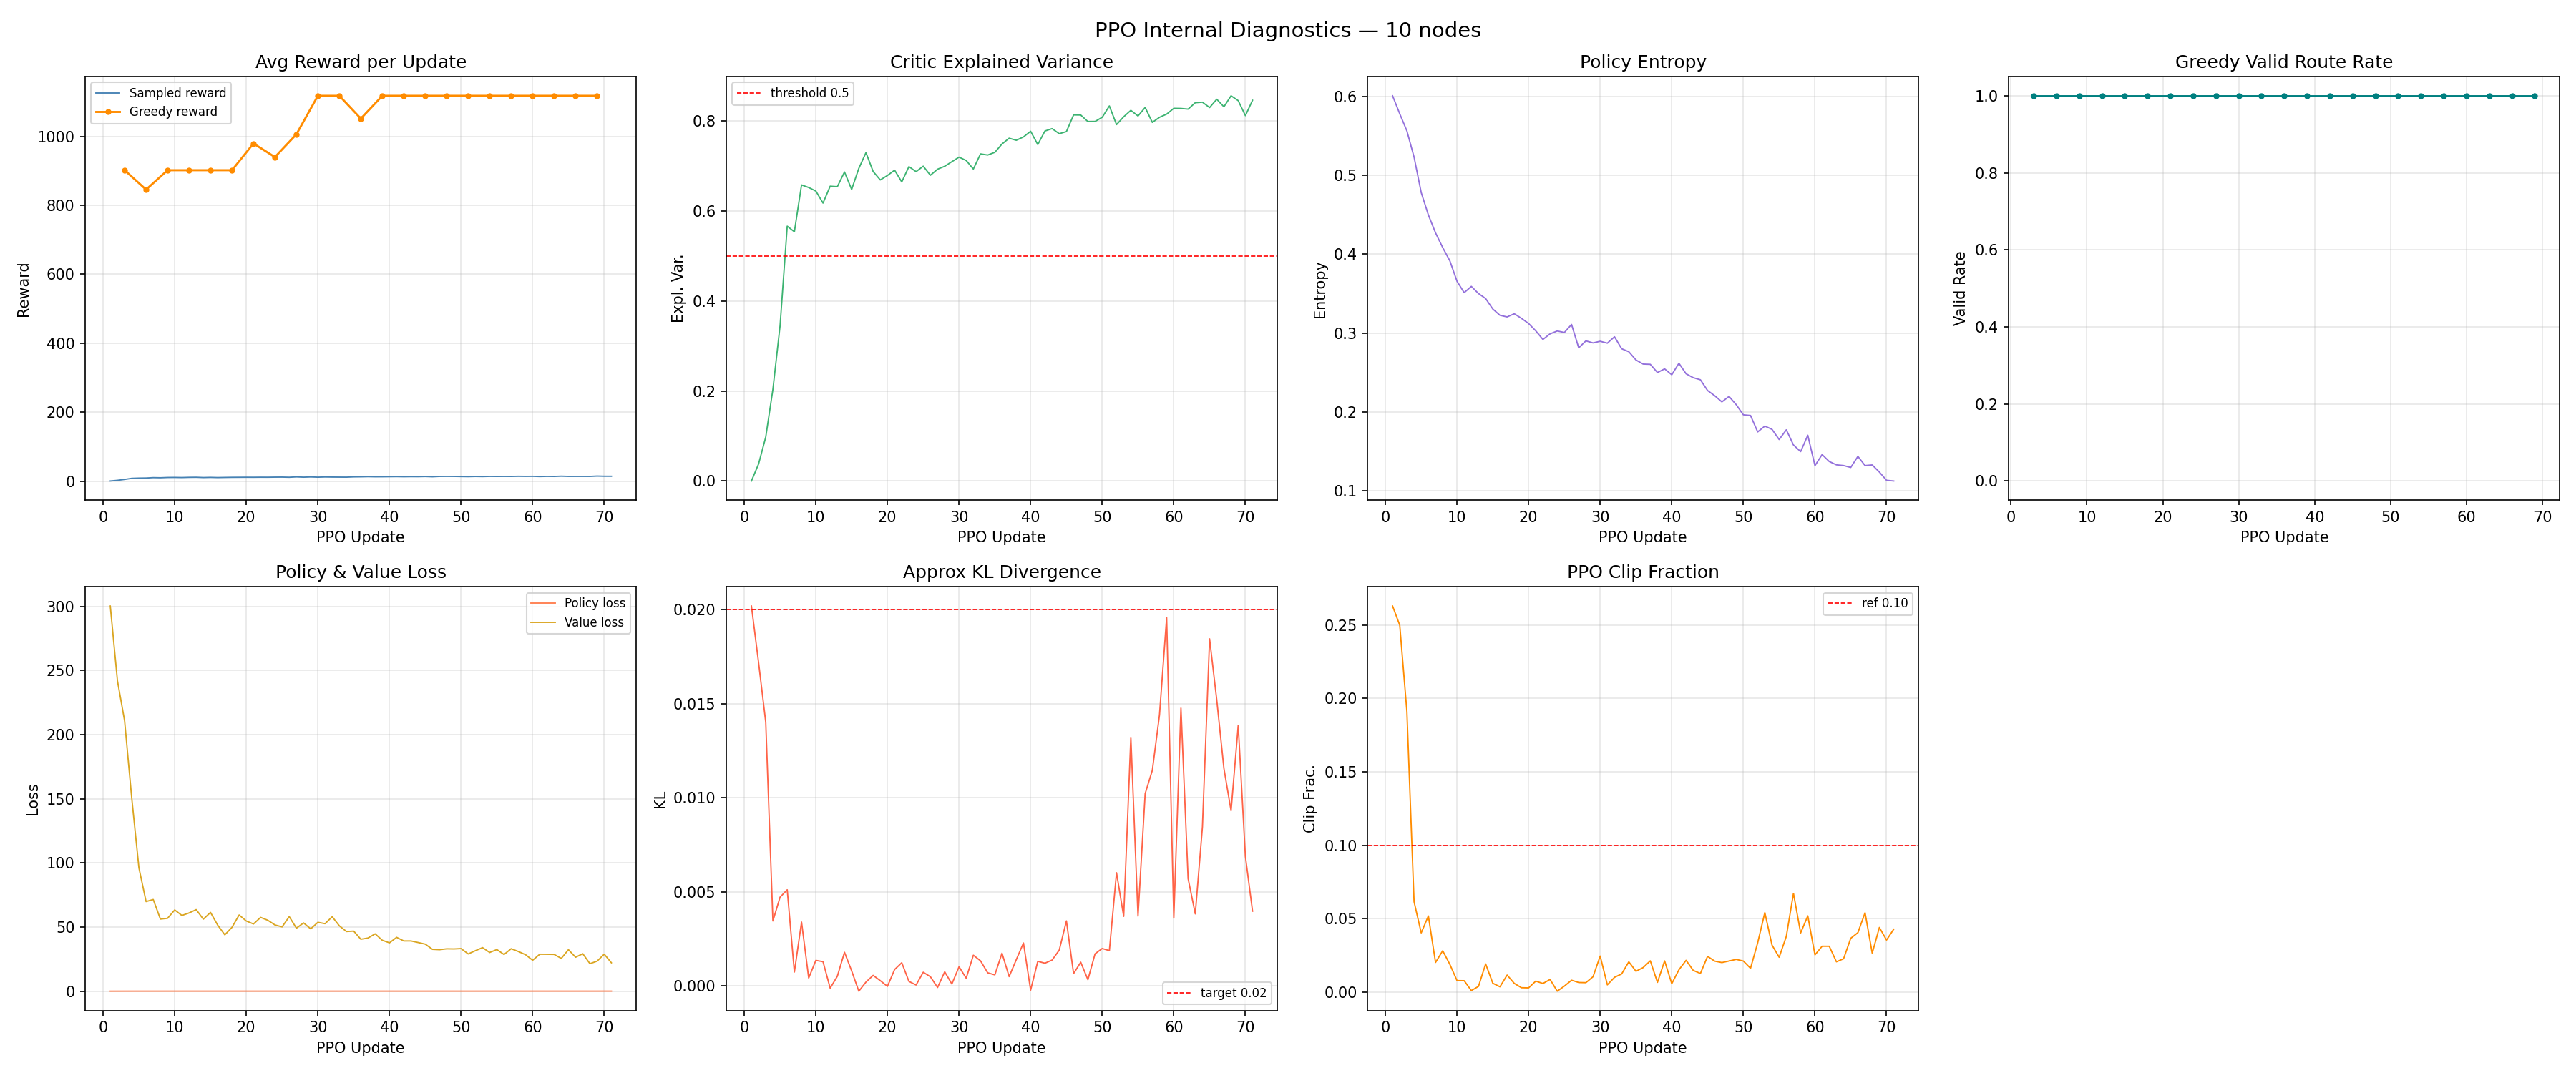 PPO Internal Diagnostics — 10 nodes
Avg Reward per Update
Sampled reward
Greedy reward
Reward
1000
800
600
400
200
0
0 10 20 30 40 50 60 70
PPO Update
Critic Explained Variance
threshold 0.5
Expl. Var.
0.8
0.6
0.4
0.2
0.0
0 10 20 30 40 50 60 70
PPO Update
Policy Entropy
Entropy
0.6
0.5
0.4
0.3
0.2
0.1
0 10 20 30 40 50 60 70
PPO Update
Greedy Valid Route Rate
Valid Rate
1.0
0.8
0.6
0.4
0.2
0.0
0 10 20 30 40 50 60 70
PPO Update
Policy & Value Loss
Policy loss
Value loss
Loss
300
250
200
150
100
50
0
0 10 20 30 40 50 60 70
PPO Update
Approx KL Divergence
KL
0.020
0.015
0.010
0.005
0.000
target 0.02
0 10 20 30 40 50 60 70
PPO Update
PPO Clip Fraction
ref 0.10
Clip Frac.
0.25
0.20
0.15
0.10
0.05
0.00
0 10 20 30 40 50 60 70
PPO Update